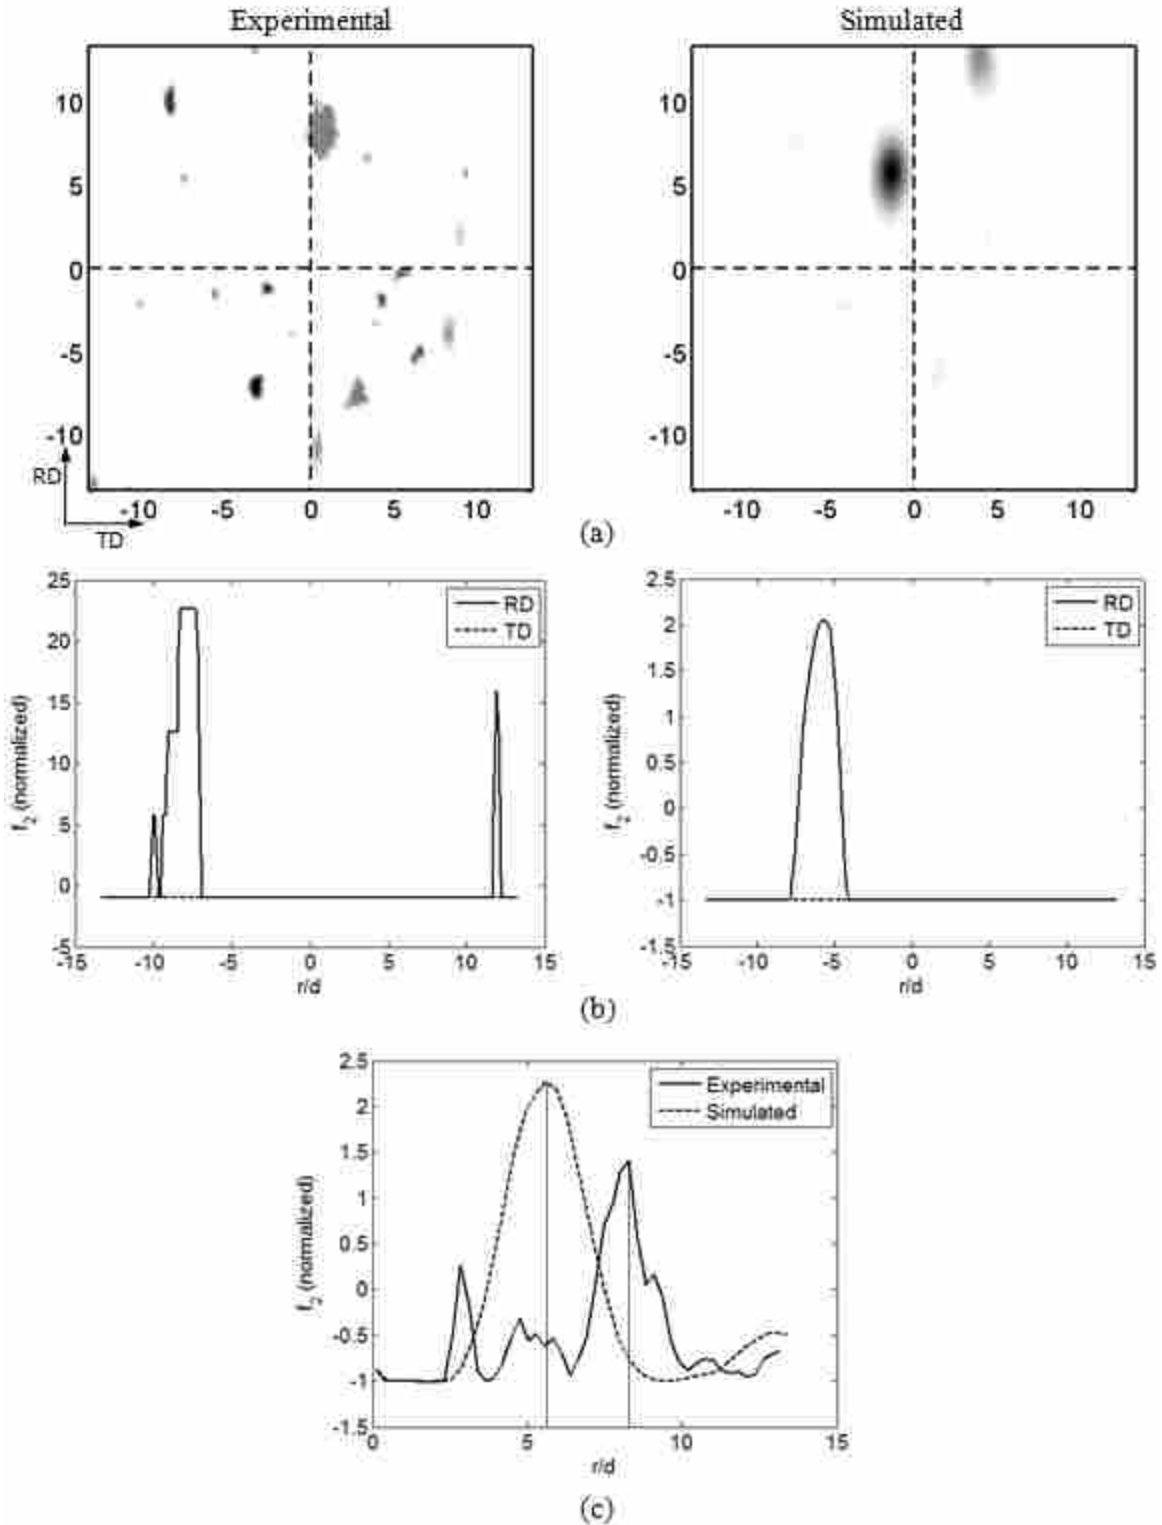 Experimental
Simulated
10
5
0
-5
-10
RD
TD
-10 -5 0 5 10
10
5
0
-5
-10
-10 -5 0 5 10
(a)
25
20
15
10
5
0
-5
f2 (normalized)
RD
TD
-15 -10 -5 0 5 10 15
r/d
2.5
2
1.5
1
0.5
0
-0.5
-1
-1.5
f2 (normalized)
RD
TD
-15 -10 -5 0 5 10 15
r/d
(b)
2.5
2
1.5
1
0.5
0
-0.5
-1
-1.5
f2 (normalized)
Experimental
Simulated
0 5 10 15
r/d
(c)